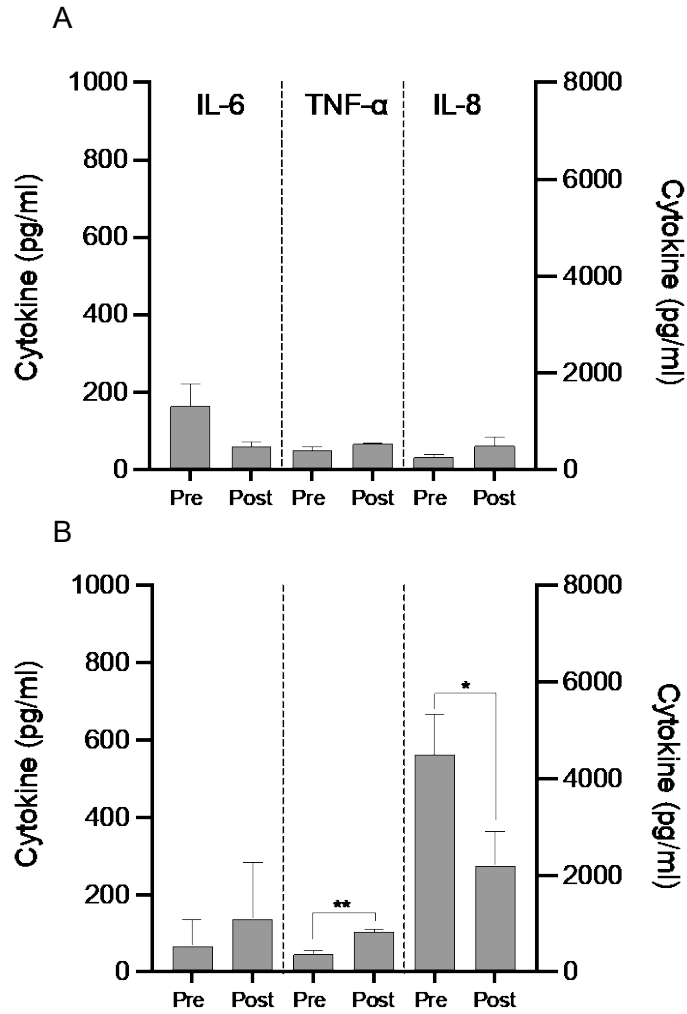 A
IL-6 TNF-α IL-8
Cytokine (pg/ml)
1000
800
600
400
200
0
8000
6000
4000
2000
0
Cytokine (pg/ml)
Pre Post Pre Post Pre Post
B
Cytokine (pg/ml)
1000
800
600
400
200
0
**
*
8000
6000
4000
2000
0
Cytokine (pg/ml)
Pre Post Pre Post Pre Post